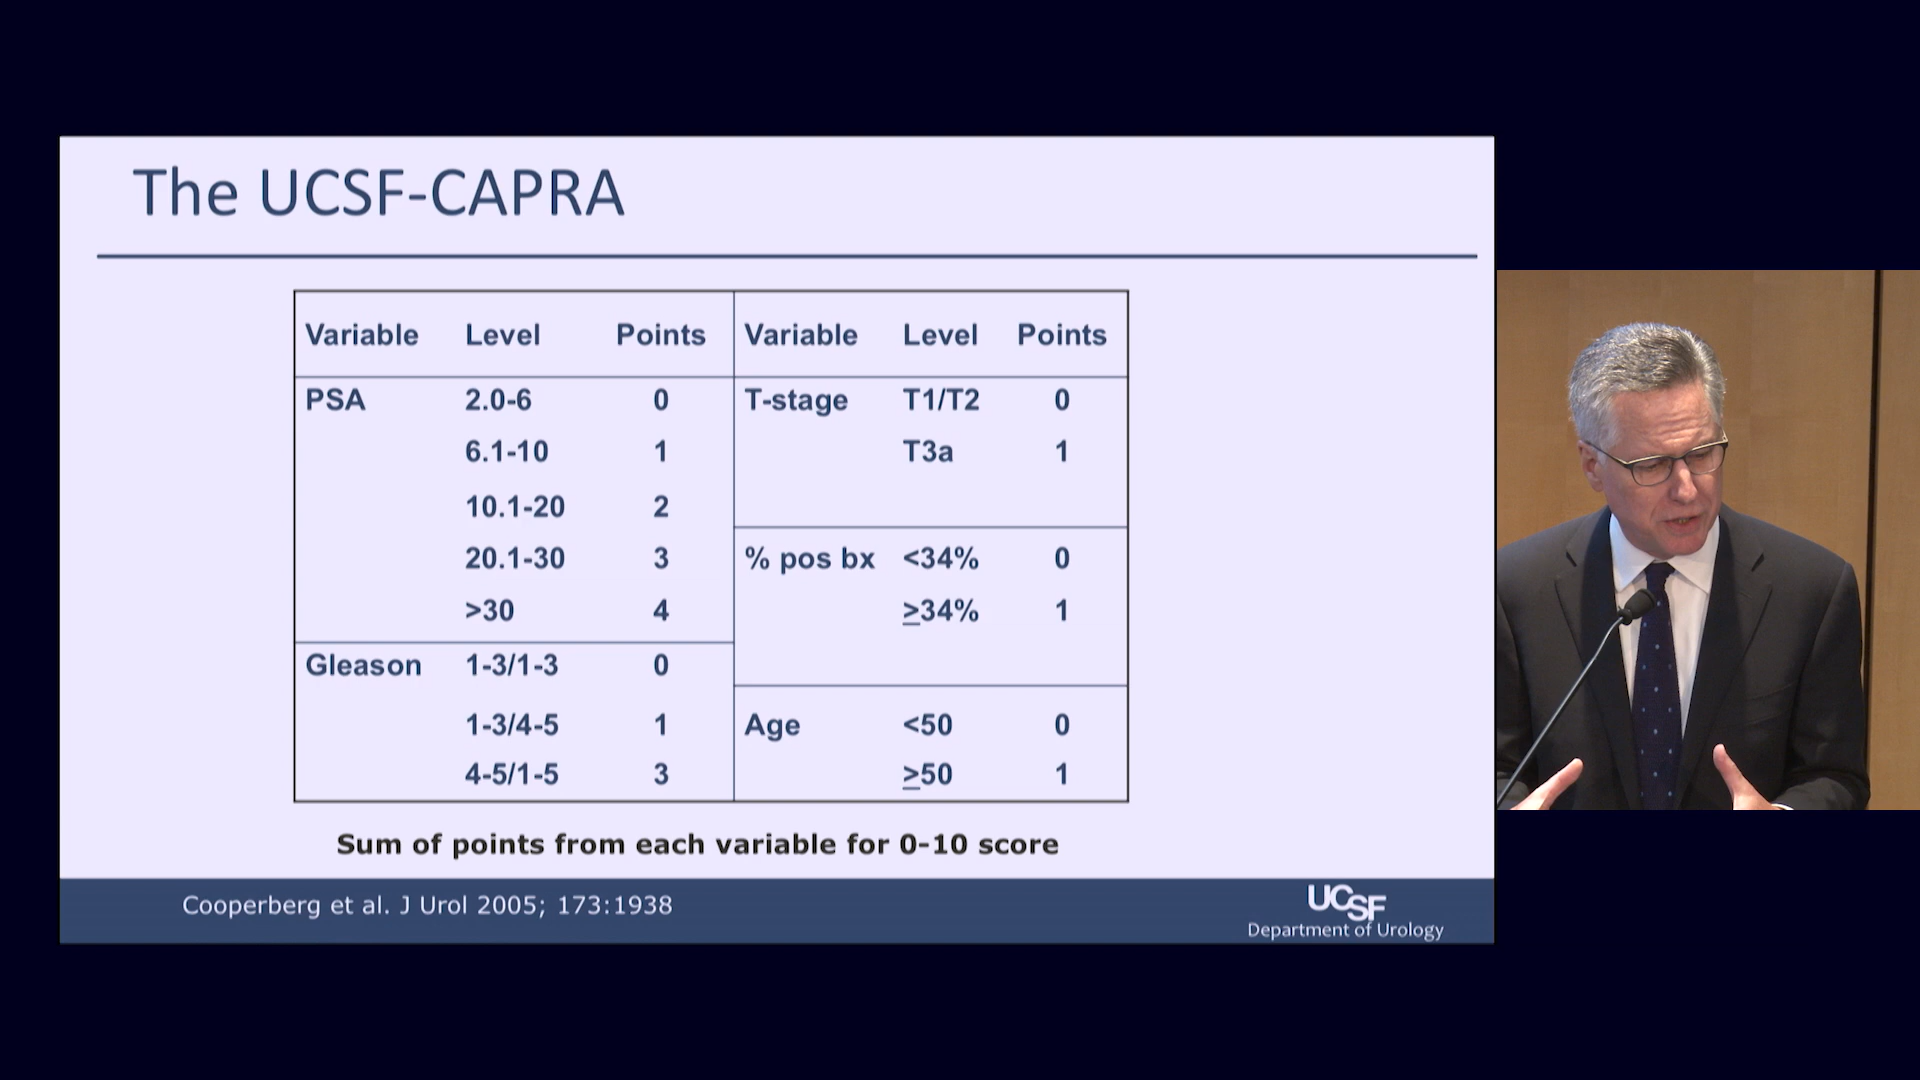 The UCSF-CAPRA
Variable Level Points Variable Level Points
PSA 2.0-6 0 T-stage T1/T2 0
6.1-10 1 T3a 1
10.1-20 2
20.1-30 3 % pos bx <34% 0
>30 4 ≥34% 1
Gleason 1-3/1-3 0
1-3/4-5 1 Age <50 0
4-5/1-5 3 ≥50 1
Sum of points from each variable for 0-10 score
Cooperberg et al. J Urol 2005; 173:1938
UCSF
Department of Urology